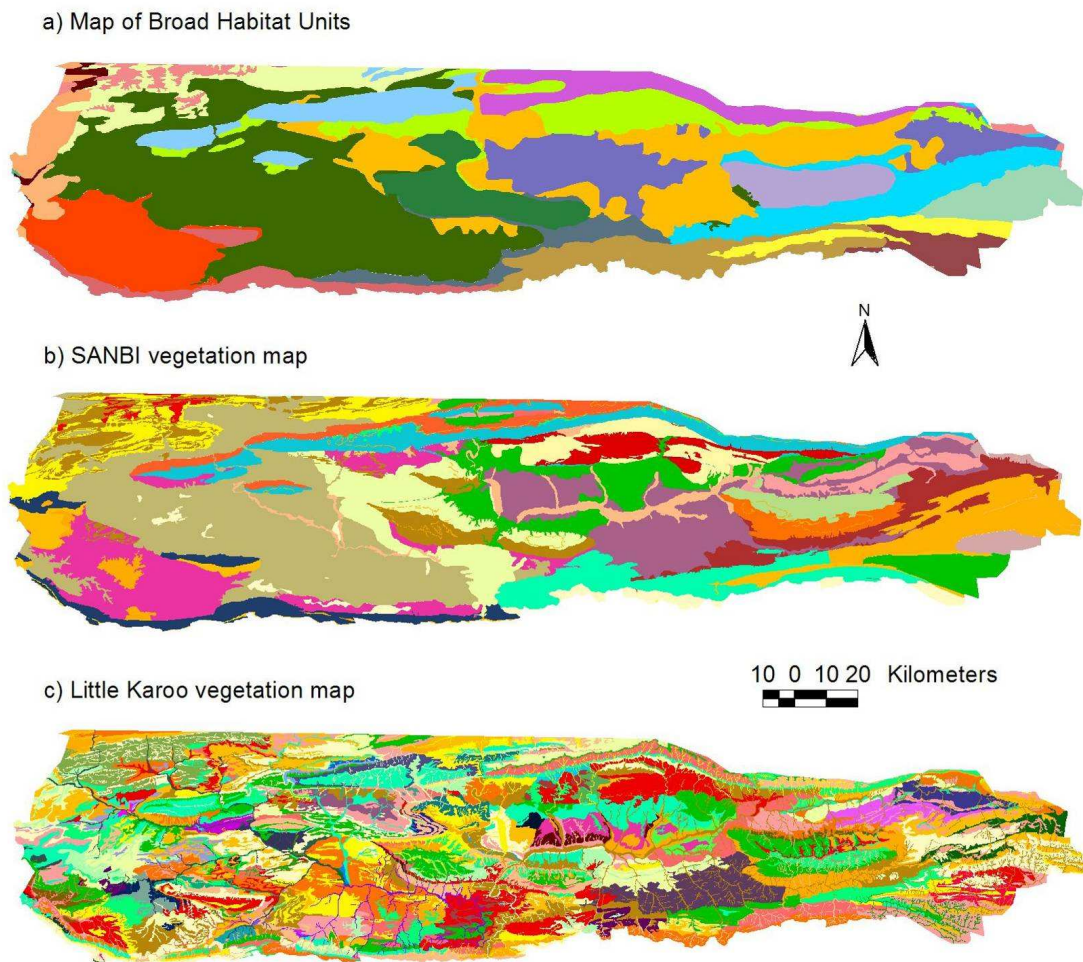 a) Map of Broad Habitat Units
N
b) SANBI vegetation map
10 0 10 20 Kilometers
c) Little Karoo vegetation map